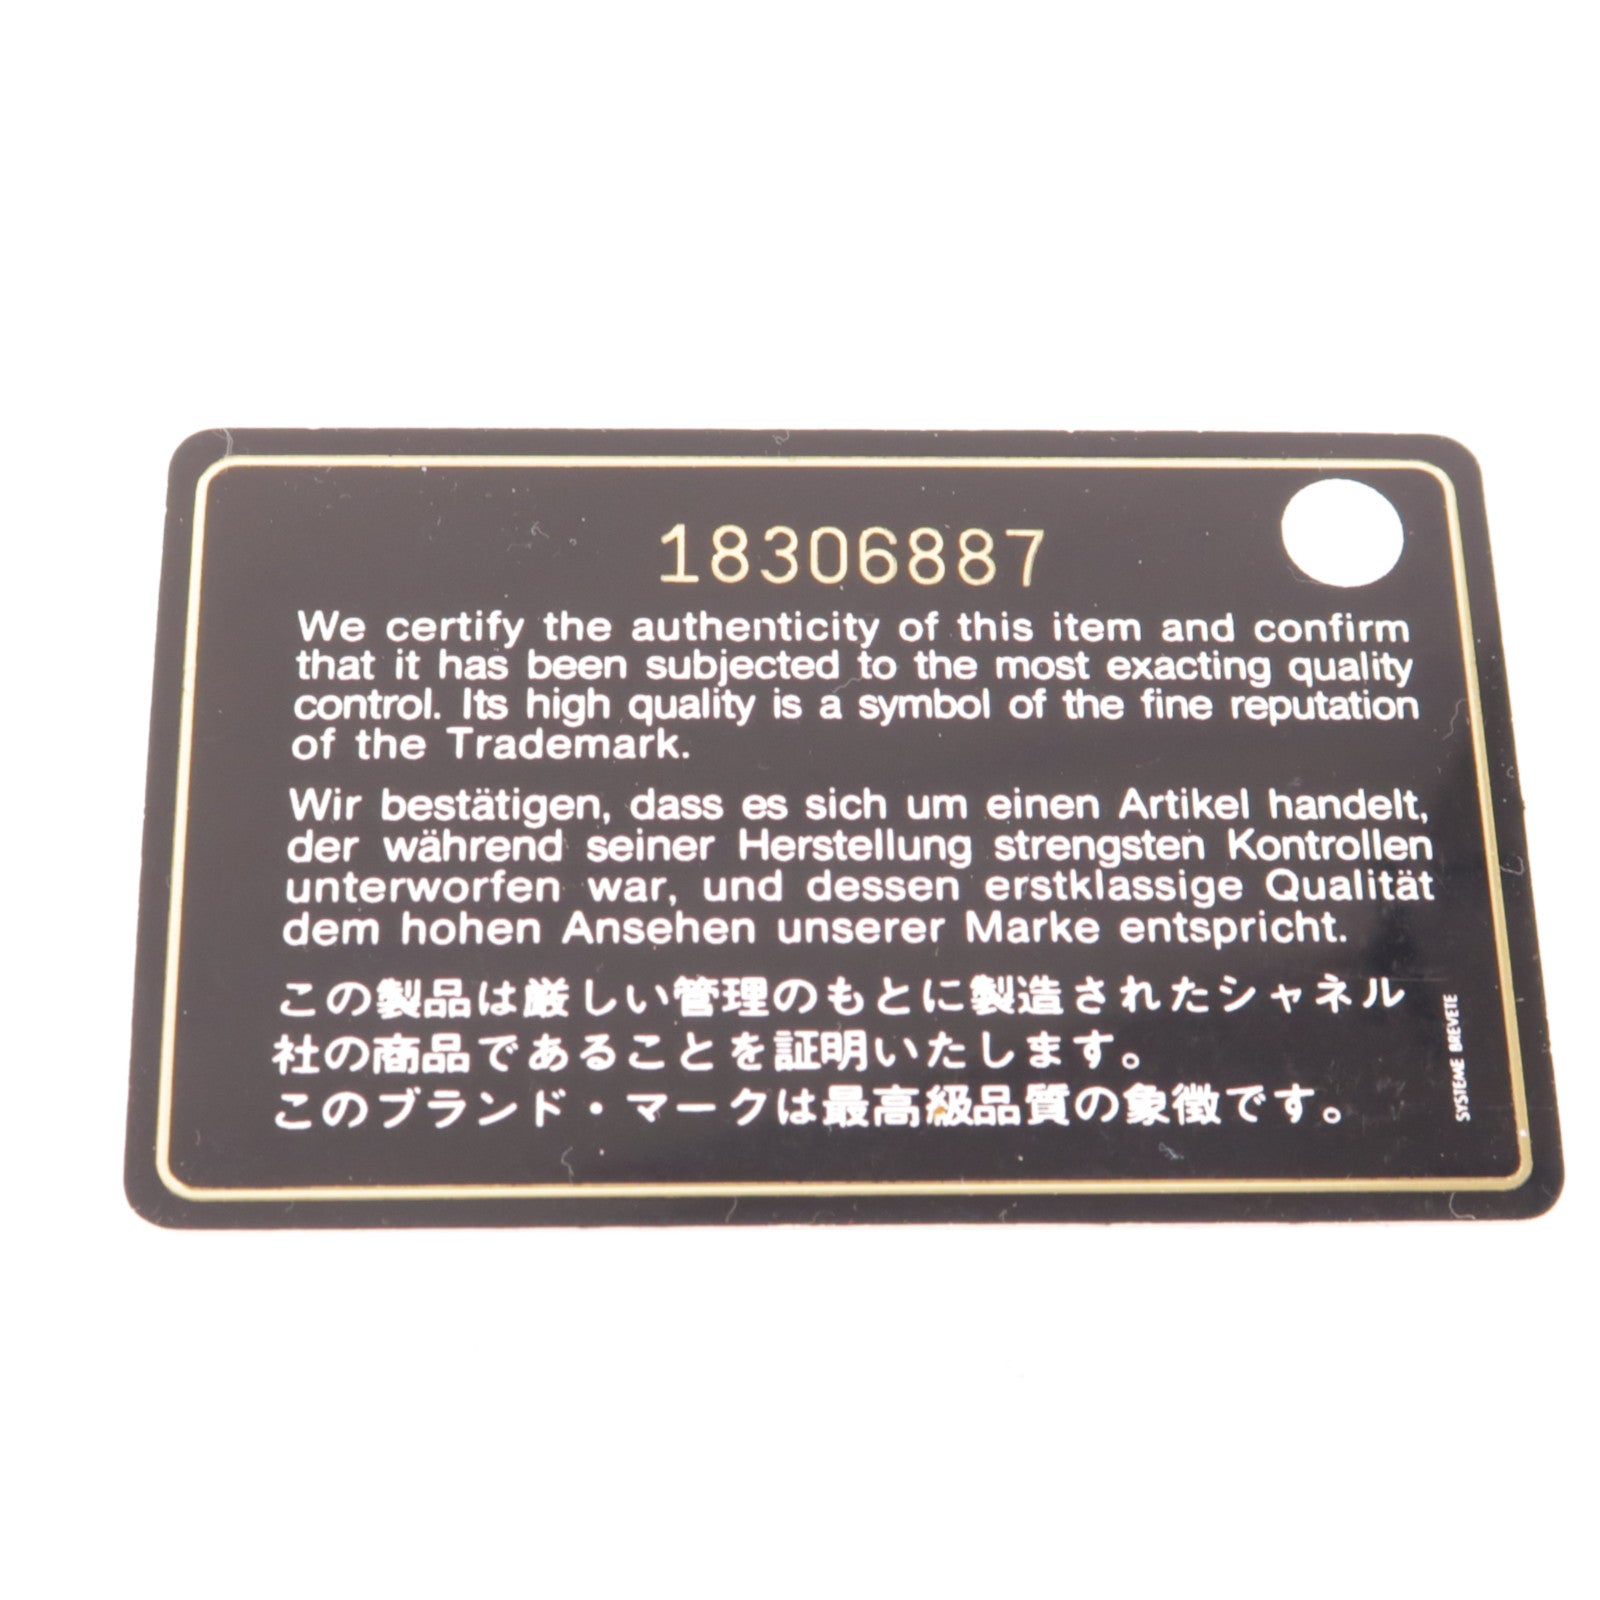 18306887
We certify the authenticity of this item and confirm
that it has been subjected to the most exacting quality
control. Its high quality is a symbol of the fine reputation
of the Trademark.
Wir bestätigen, dass es sich um einen Artikel handelt,
der während seiner Herstellung strengsten Kontrollen
unterworfen war, und dessen erstklassige Qualität
dem hohen Ansehen unserer Marke entspricht.
この製品は厳しい管理のもとに製造されたシャネル
社の商品であることを証明いたします。
このブランド・マークは最高級品質の象徴です。
SYSTEME BREVETE